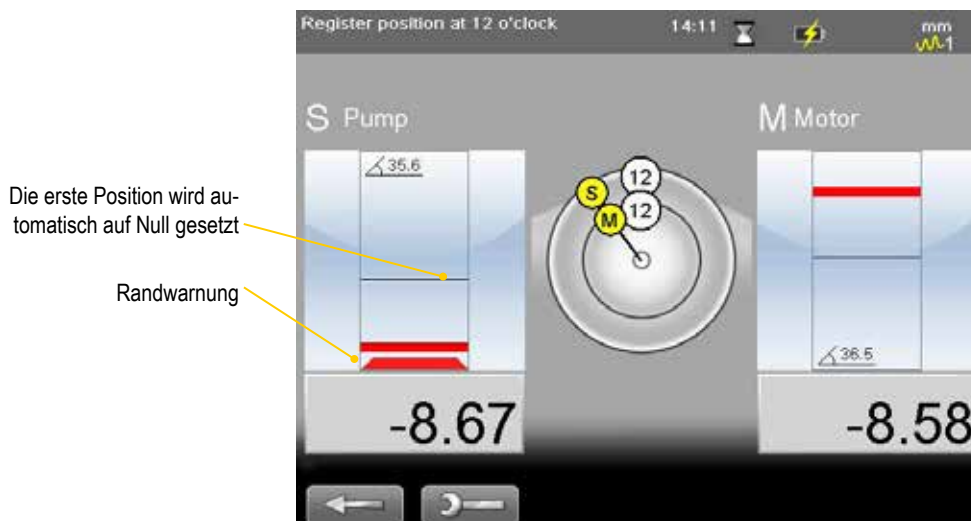 Register position at 12 o'clock
14:11
mm
1
S Pump
M Motor
35.6
S
12
M
12
Die erste Position wird au-
tomatisch auf Null gesetzt
Randwarnung
36.5
-8.67
-8.58